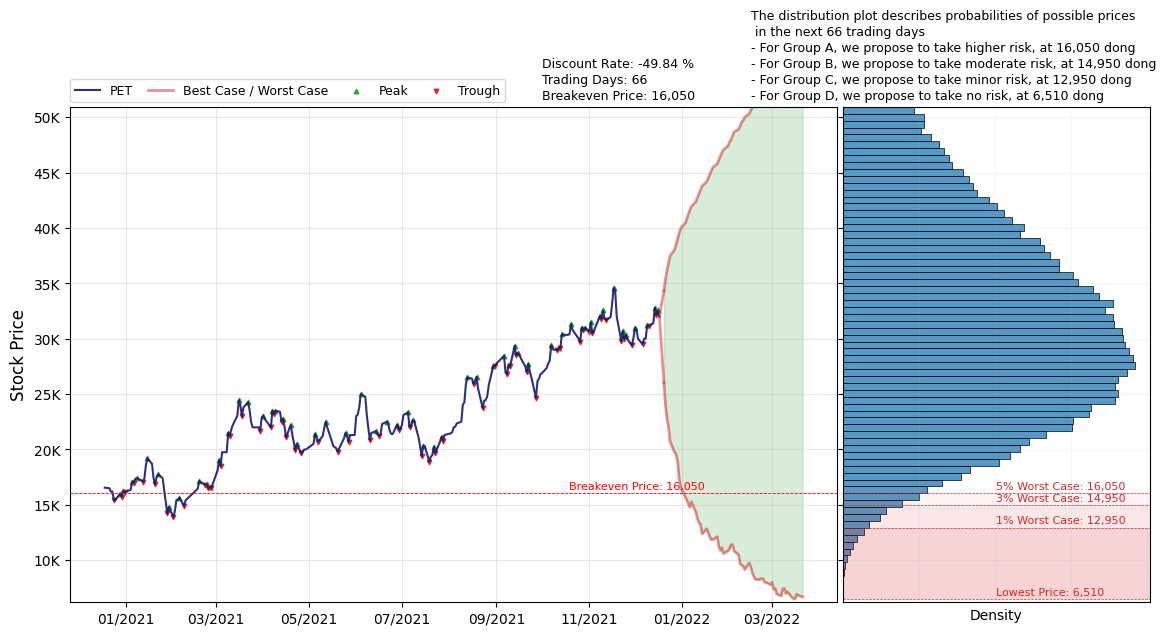 The distribution plot describes probabilities of possible prices
in the next 66 trading days
- For Group A, we propose to take higher risk, at 16,050 dong
- For Group B, we propose to take moderate risk, at 14,950 dong
- For Group C, we propose to take minor risk, at 12,950 dong
- For Group D, we propose to take no risk, at 6,510 dong
Discount Rate: -49.84 %
Trading Days: 66
Breakeven Price: 16,050
PET
Best Case / Worst Case
Peak
Trough
Stock Price
50K
45K
40K
35K
30K
25K
20K
15K
10K
Breakeven Price: 16,050
01/2021
03/2021
05/2021
07/2021
09/2021
11/2021
01/2022
03/2022
5% Worst Case: 16,050
3% Worst Case: 14,950
1% Worst Case: 12,950
Lowest Price: 6,510
Density